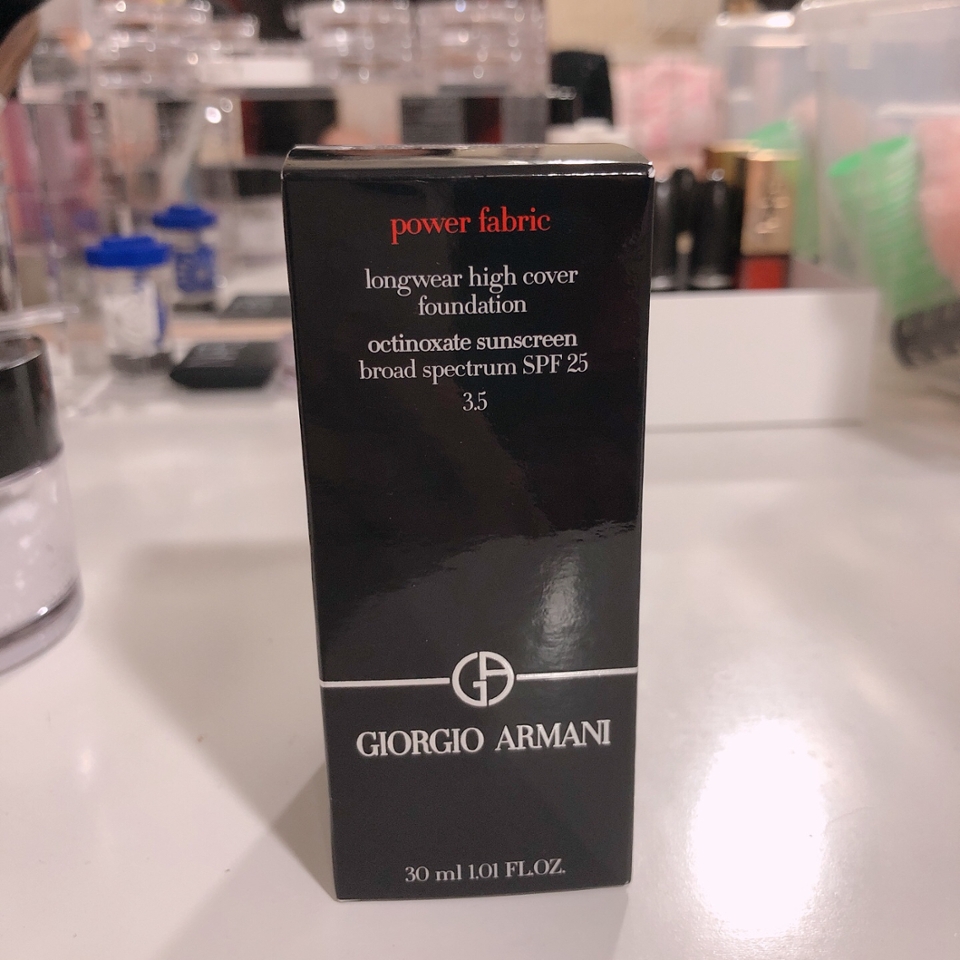 power fabric
longwear high cover
foundation
octinoxate sunscreen
broad spectrum SPF 25
3.5
GA
GIORGIO ARMANI
30 ml 1.01 FL.OZ.